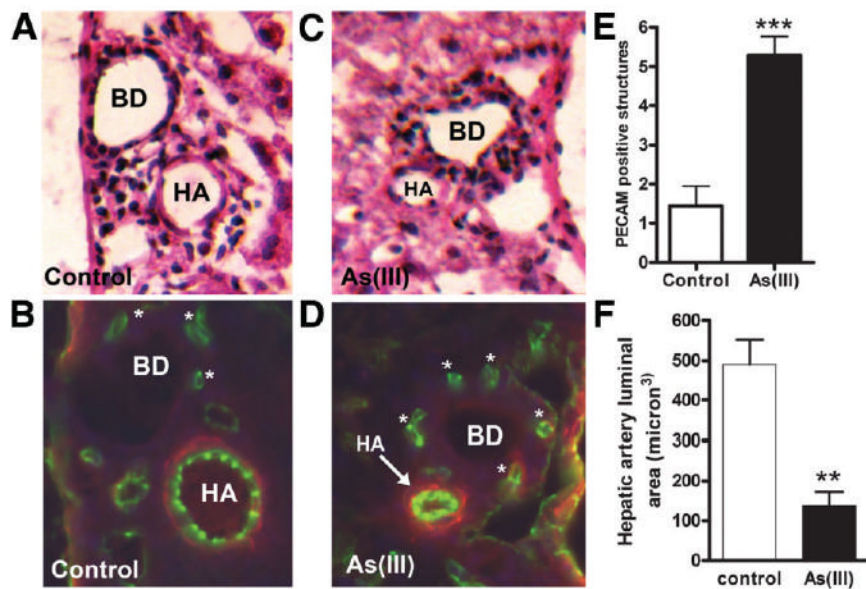 A
BD
HA
Control
B
*
*
*
BD
HA
Control
C
BD
HA
As(III)
D
*
*
*
*
*
BD
HA
As(III)
E
PECAM positive structures
6
5
4
3
2
1
0
***
Control As(III)
F
Hepatic artery luminal
area (micron³)
600
500
400
300
200
100
0
**
control As(III)